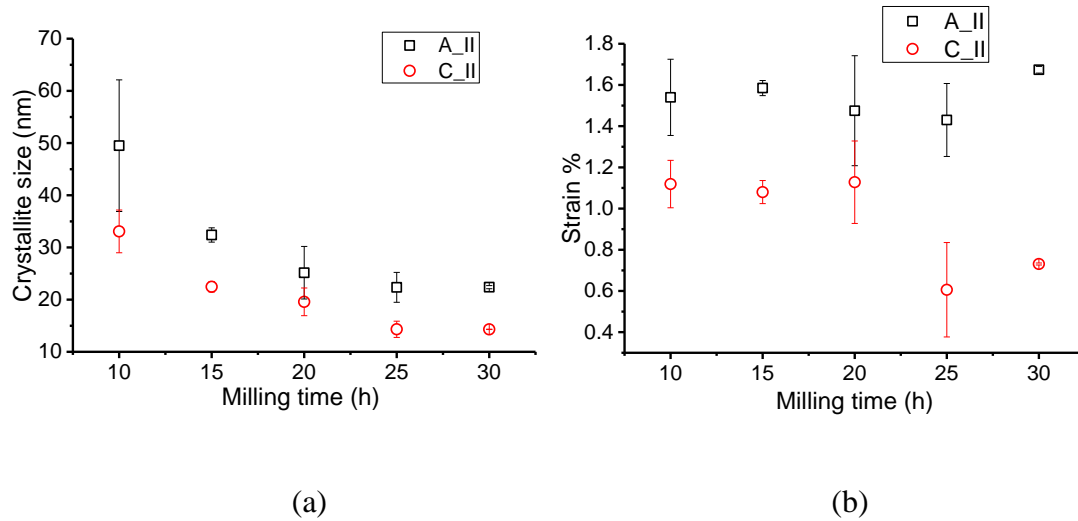 A_II
C_II
Crystallite size (nm)
70
60
50
40
30
20
10
10 15 20 25 30
Milling time (h)
(a)
A_II
C_II
Strain %
1.8
1.6
1.4
1.2
1.0
0.8
0.6
0.4
10 15 20 25 30
Milling time (h)
(b)